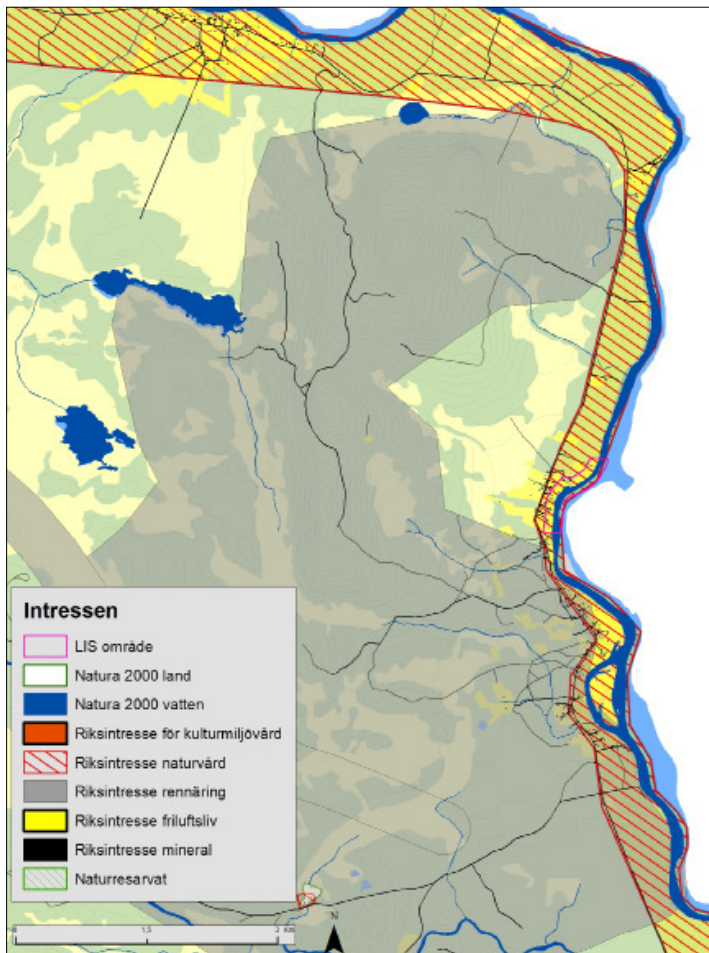 Intressen
LIS område
Natura 2000 land
Natura 2000 vatten
Riksintresse för kulturmiljövård
Riksintresse naturvård
Riksintresse rennäring
Riksintresse friluftsliv
Riksintresse mineral
Naturresarvat
N
0 1,5 3 Km